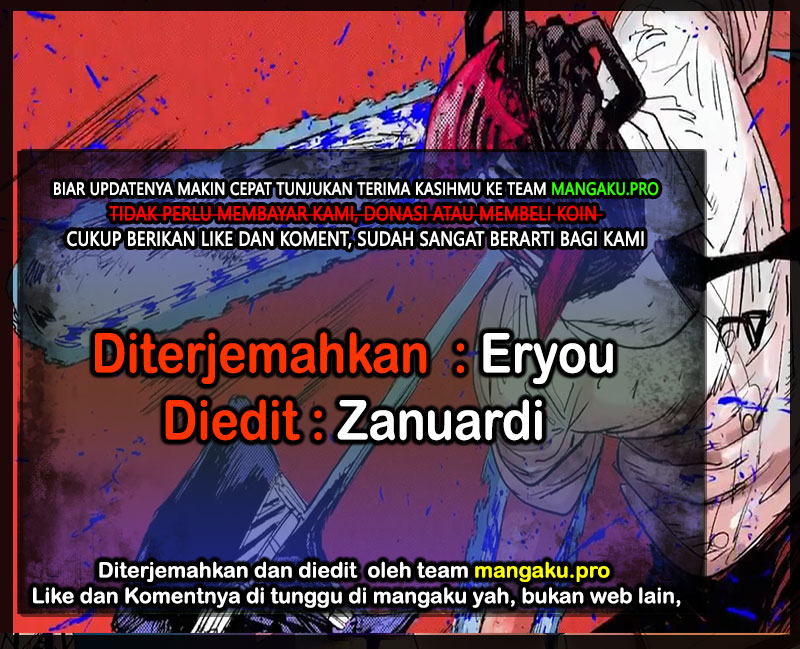 BIAR UPDATENYA MAKIN CEPAT TUNJUKAN TERIMA KASIHMU KE TEAM MANGAKU.PRO
TIDAK PERLU MEMBAYAR KAMI, DONASI ATAU MEMBELI KOIN
CUKUP BERIKAN LIKE DAN KOMENT, SUDAH SANGAT BERARTI BAGI KAMI
Diterjemahkan : Eryou
Diedit : Zanuardi
Diterjemahkan dan diedit oleh team mangaku.pro
Like dan Komentnya di tunggu di mangaku yah, bukan web lain,